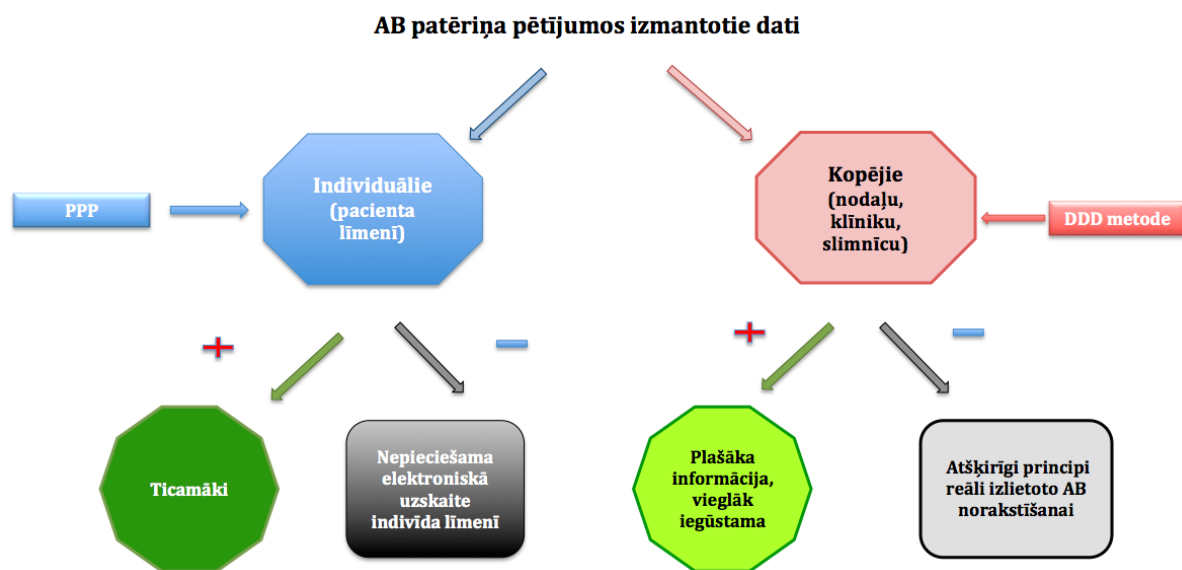 AB patēriņa pētījumos izmantotie dati
Individuālie
(pacienta
līmenī)
PPP
Kopējie
(nodaļu,
klīniku,
slimnīcu)
DDD metode
Ticamāki
Nepieciešama
elektroniskā
uzskaite
indivīda līmenī
Plašāka
informācija,
vieglāk
iegūstama
Atšķirīgi principi
reāli izlietoto AB
norakstīšanai